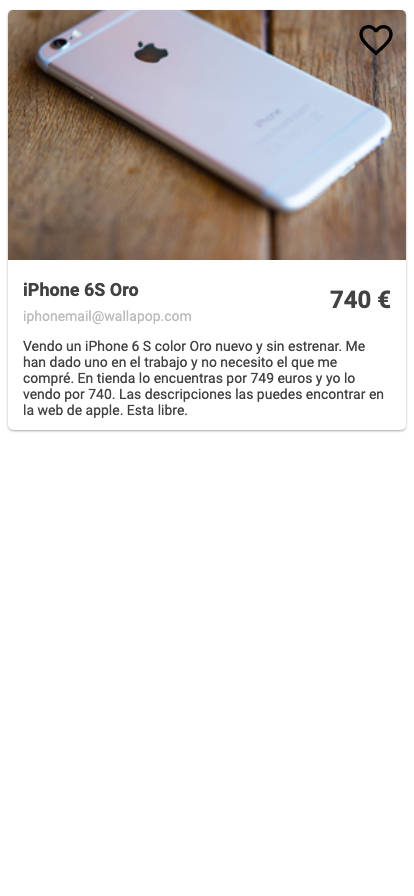 iPhone
iPhone 6S Oro
740 €
iphonemail@wallapop.com
Vendo un iPhone 6 S color Oro nuevo y sin estrenar. Me
han dado uno en el trabajo y no necesito el que me
compré. En tienda lo encuentras por 749 euros y yo lo
vendo por 740. Las descripciones las puedes encontrar en
la web de apple. Esta libre.